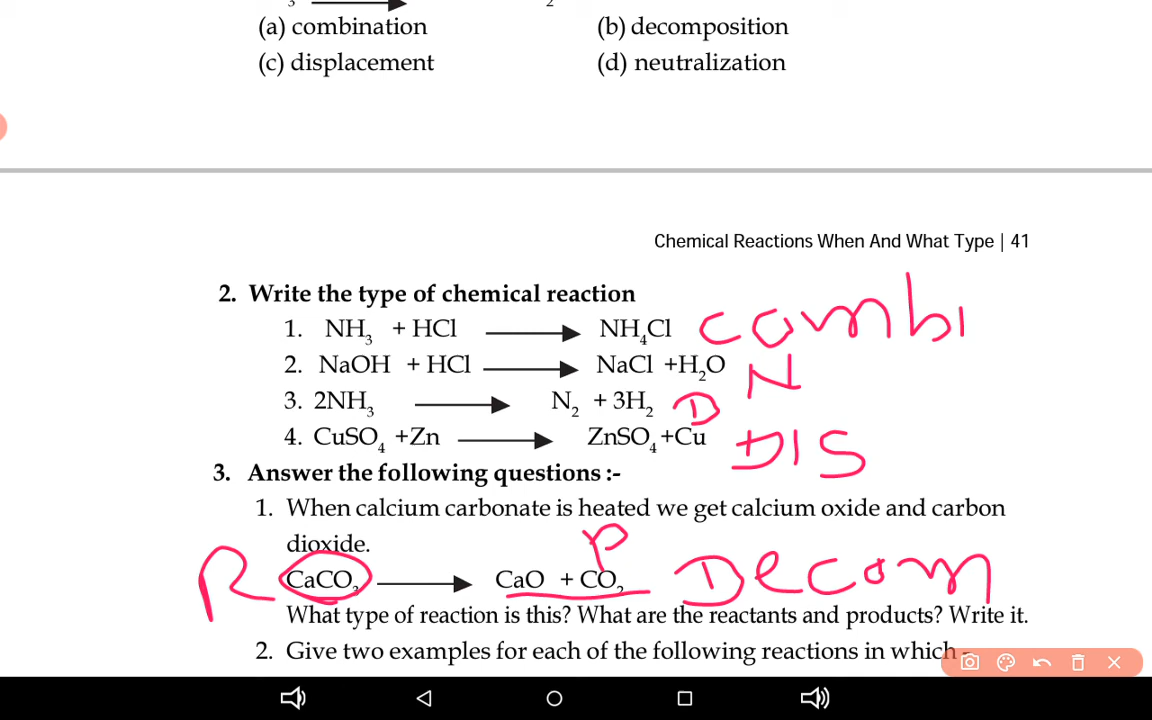 (a) combination (b) decomposition
(c) displacement (d) neutralization
Chemical Reactions When And What Type | 41
2. Write the type of chemical reaction
1. NH₃ + HCl ⟶ NH₄Cl combi
2. NaOH + HCl ⟶ NaCl +H₂O N
3. 2NH₃ ⟶ N₂ + 3H₂ D
4. CuSO₄ +Zn ⟶ ZnSO₄+Cu DIS
3. Answer the following questions :-
1. When calcium carbonate is heated we get calcium oxide and carbon
dioxide. P
R CaCO₃ ⟶ CaO + CO₂ Decom
What type of reaction is this? What are the reactants and products? Write it.
2. Give two examples for each of the following reactions in which -